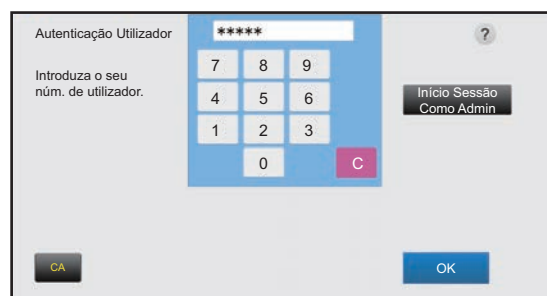 Autenticação Utilizador
*****
?
Introduza o seu
núm. de utilizador.
7 8 9
4 5 6
1 2 3
0 C
Início Sessão
Como Admin
CA
OK